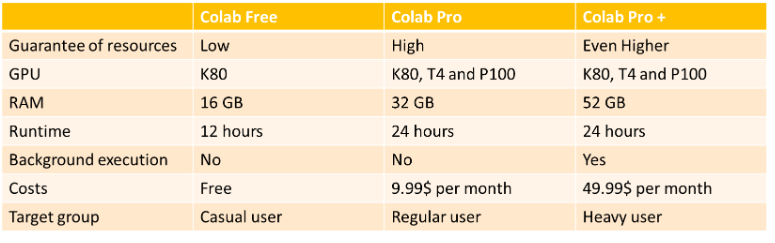 Colab Free Colab Pro Colab Pro +
Guarantee of resources Low High Even Higher
GPU K80 K80, T4 and P100 K80, T4 and P100
RAM 16 GB 32 GB 52 GB
Runtime 12 hours 24 hours 24 hours
Background execution No No Yes
Costs Free 9.99$ per month 49.99$ per month
Target group Casual user Regular user Heavy user